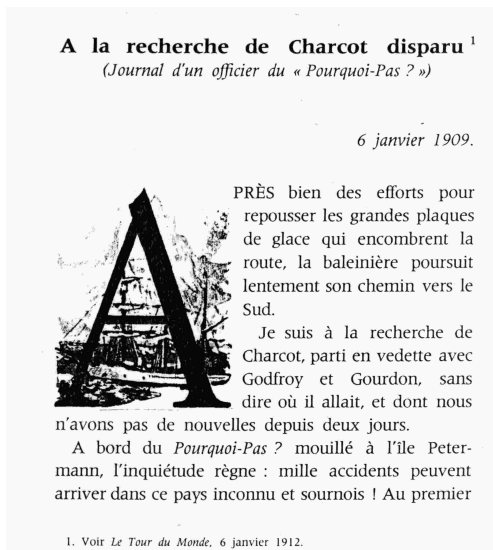 A la recherche de Charcot disparu 1
(Journal d'un officier du « Pourquoi-Pas ? »)
6 janvier 1909.
APRÈS bien des efforts pour
repousser les grandes plaques
de glace qui encombrent la
route, la baleinière poursuit
lentement son chemin vers le
Sud.
Je suis à la recherche de
Charcot, parti en vedette avec
Godfroy et Gourdon, sans
dire où il allait, et dont nous
n'avons pas de nouvelles depuis deux jours.
A bord du Pourquoi-Pas ? mouillé à l'île Peter-
mann, l'inquiétude règne : mille accidents peuvent
arriver dans ce pays inconnu et sournois ! Au premier
1. Voir Le Tour du Monde, 6 janvier 1912.